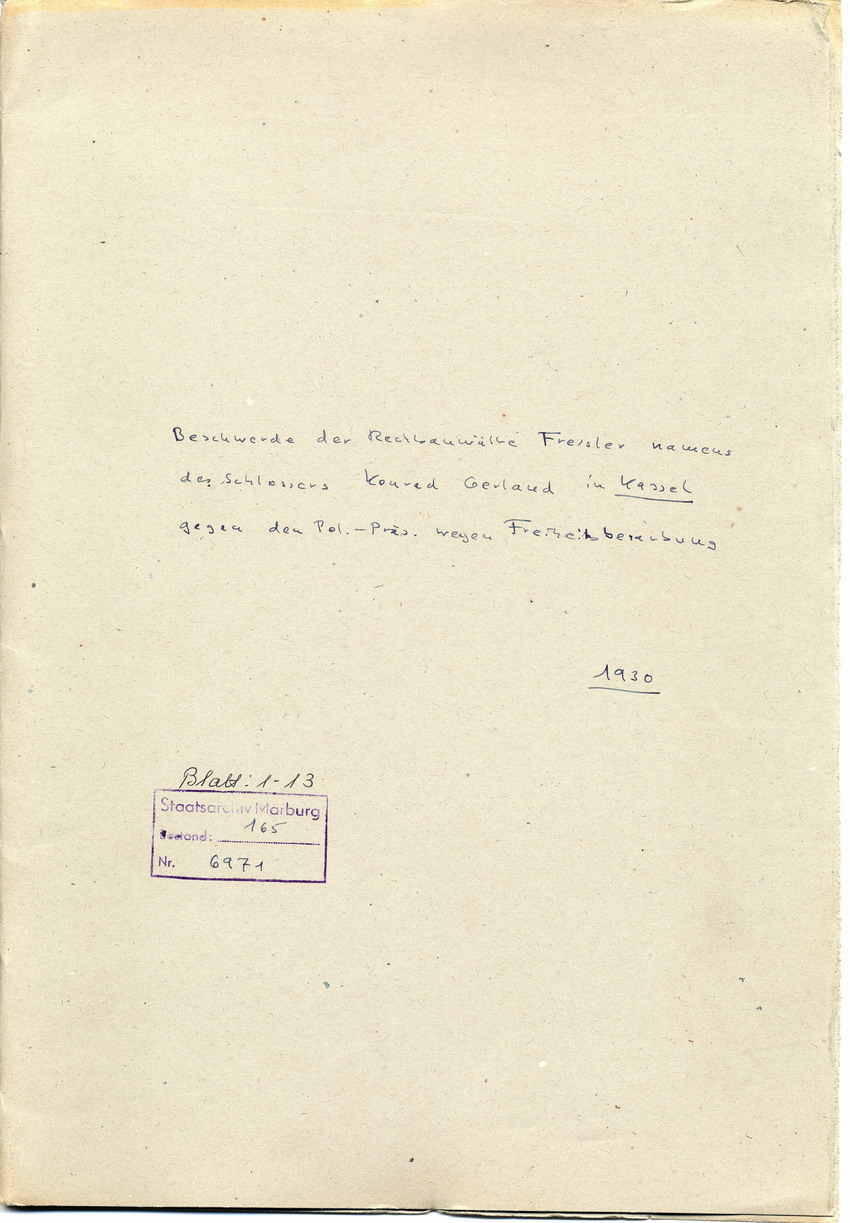 Beschwerde der Rechtsanwälte Freisler namens
des Schlossers Konrad Gerland in Kassel
gegen den Pol.-Präs. wegen Freiheitsberaubung
1930
Blatt: 1-13
Staatsarchiv Marburg
Bestand: 165
Nr. 6971